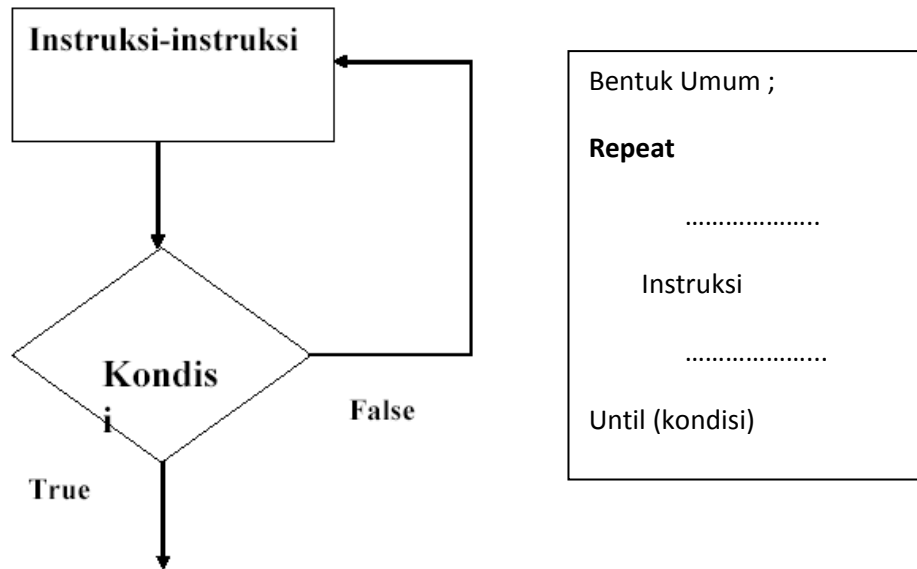 Instruksi-instruksi
Kondis
i
False
True
Bentuk Umum ;
Repeat
………………..
Instruksi
………………...
Until (kondisi)